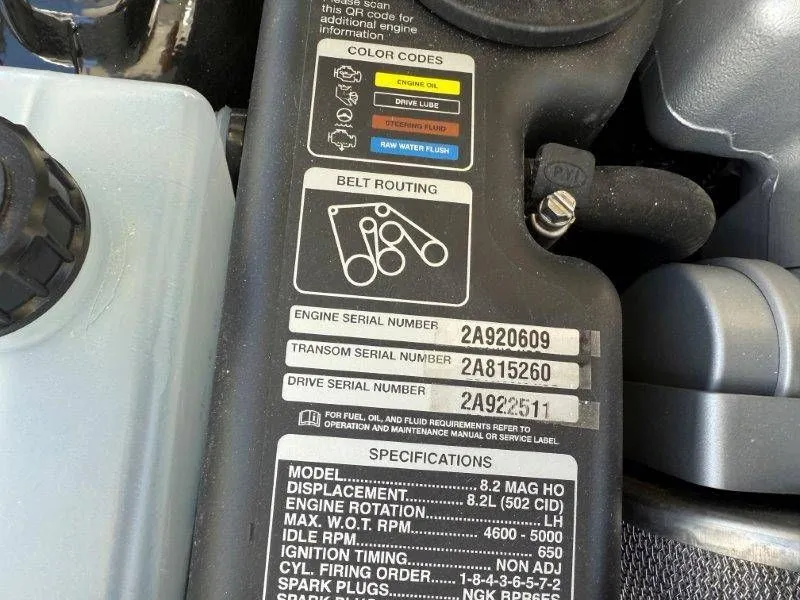 this QR code for
additional engine
information
COLOR CODES
ENGINE OIL
DRIVE LUBE
STEERING FLUID
RAW WATER FLUSH
BELT ROUTING
P.Y.I.
ENGINE SERIAL NUMBER 2A920609
TRANSOM SERIAL NUMBER 2A815260
DRIVE SERIAL NUMBER 2A922511
FOR FUEL, OIL, AND FLUID REQUIREMENTS REFER TO
OPERATION AND MAINTENANCE MANUAL OR SERVICE LABEL
SPECIFICATIONS
MODEL....................8.2 MAG HO
DISPLACEMENT..........8.2L (502 CID)
ENGINE ROTATION....................LH
MAX. W.O.T. RPM..........4600 - 5000
IDLE RPM....................650
IGNITION TIMING..........NON ADJ
CYL. FIRING ORDER.....1-8-4-3-6-5-7-2
SPARK PLUGS..........NGK BPR6ES